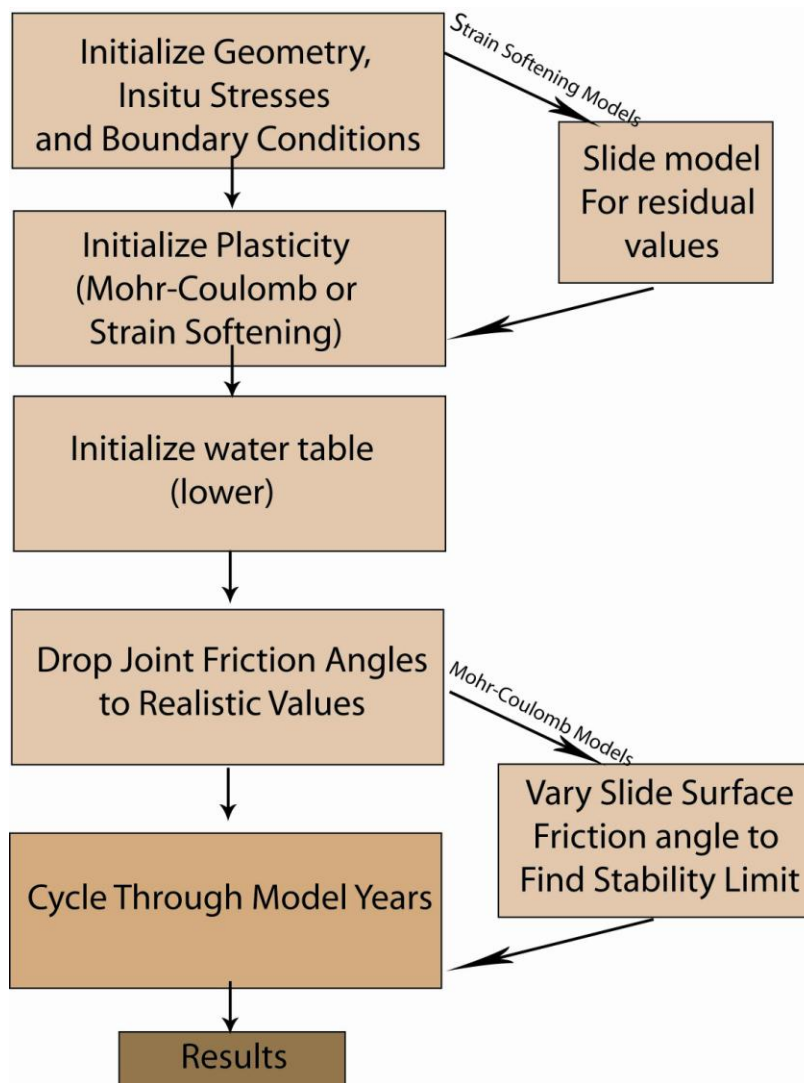 Initialize Geometry,
Insitu Stresses
and Boundary Conditions
Strain Softening Models
Slide model
For residual
values
Initialize Plasticity
(Mohr-Coulomb or
Strain Softening)
Initialize water table
(lower)
Drop Joint Friction Angles
to Realistic Values
Mohr-Coulomb Models
Vary Slide Surface
Friction angle to
Find Stability Limit
Cycle Through Model Years
Results